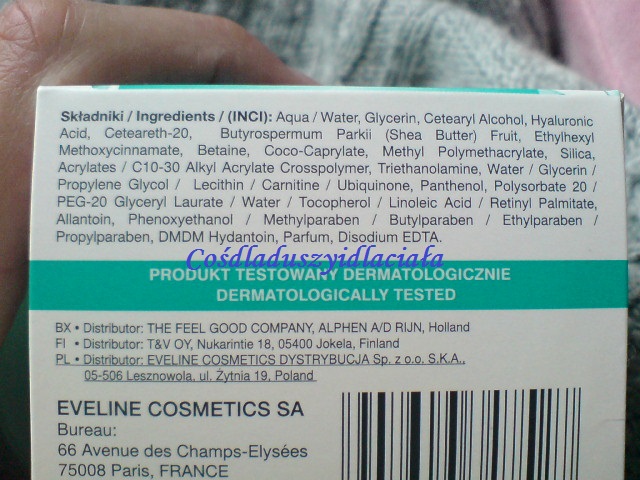 Składniki / Ingredients / (INCI): Aqua / Water, Glycerin, Cetearyl Alcohol, Hyaluronic
Acid, Ceteareth-20, Butyrospermum Parkii (Shea Butter) Fruit, Ethylhexyl
Methoxycinnamate, Betaine, Coco-Caprylate, Methyl Polymethacrylate, Silica,
Acrylates / C10-30 Alkyl Acrylate Crosspolymer, Triethanolamine, Water / Glycerin /
Propylene Glycol / Lecithin / Carnitine / Ubiquinone, Panthenol, Polysorbate 20 /
PEG-20 Glyceryl Laurate / Water / Tocopherol / Linoleic Acid / Retinyl Palmitate,
Allantoin, Phenoxyethanol / Methylparaben / Butylparaben / Ethylparaben /
Propylparaben, DMDM Hydantoin, Parfum, Disodium EDTA.
Cośdladuszyidlaciała
PRODUKT TESTOWANY DERMATOLOGICZNIE
DERMATOLOGICALLY TESTED
BX • Distributor: THE FEEL GOOD COMPANY, ALPHEN A/D RIJN, Holland
FI • Distributor: T&V OY, Nukarintie 18, 05400 Jokela, Finland
PL • Distributor: EVELINE COSMETICS DYSTRYBUCJA Sp. z o.o. S.K.A.,
05-506 Lesznowola, ul. Żytnia 19, Poland
EVELINE COSMETICS SA
Bureau:
66 Avenue des Champs-Elysées
75008 Paris, FRANCE